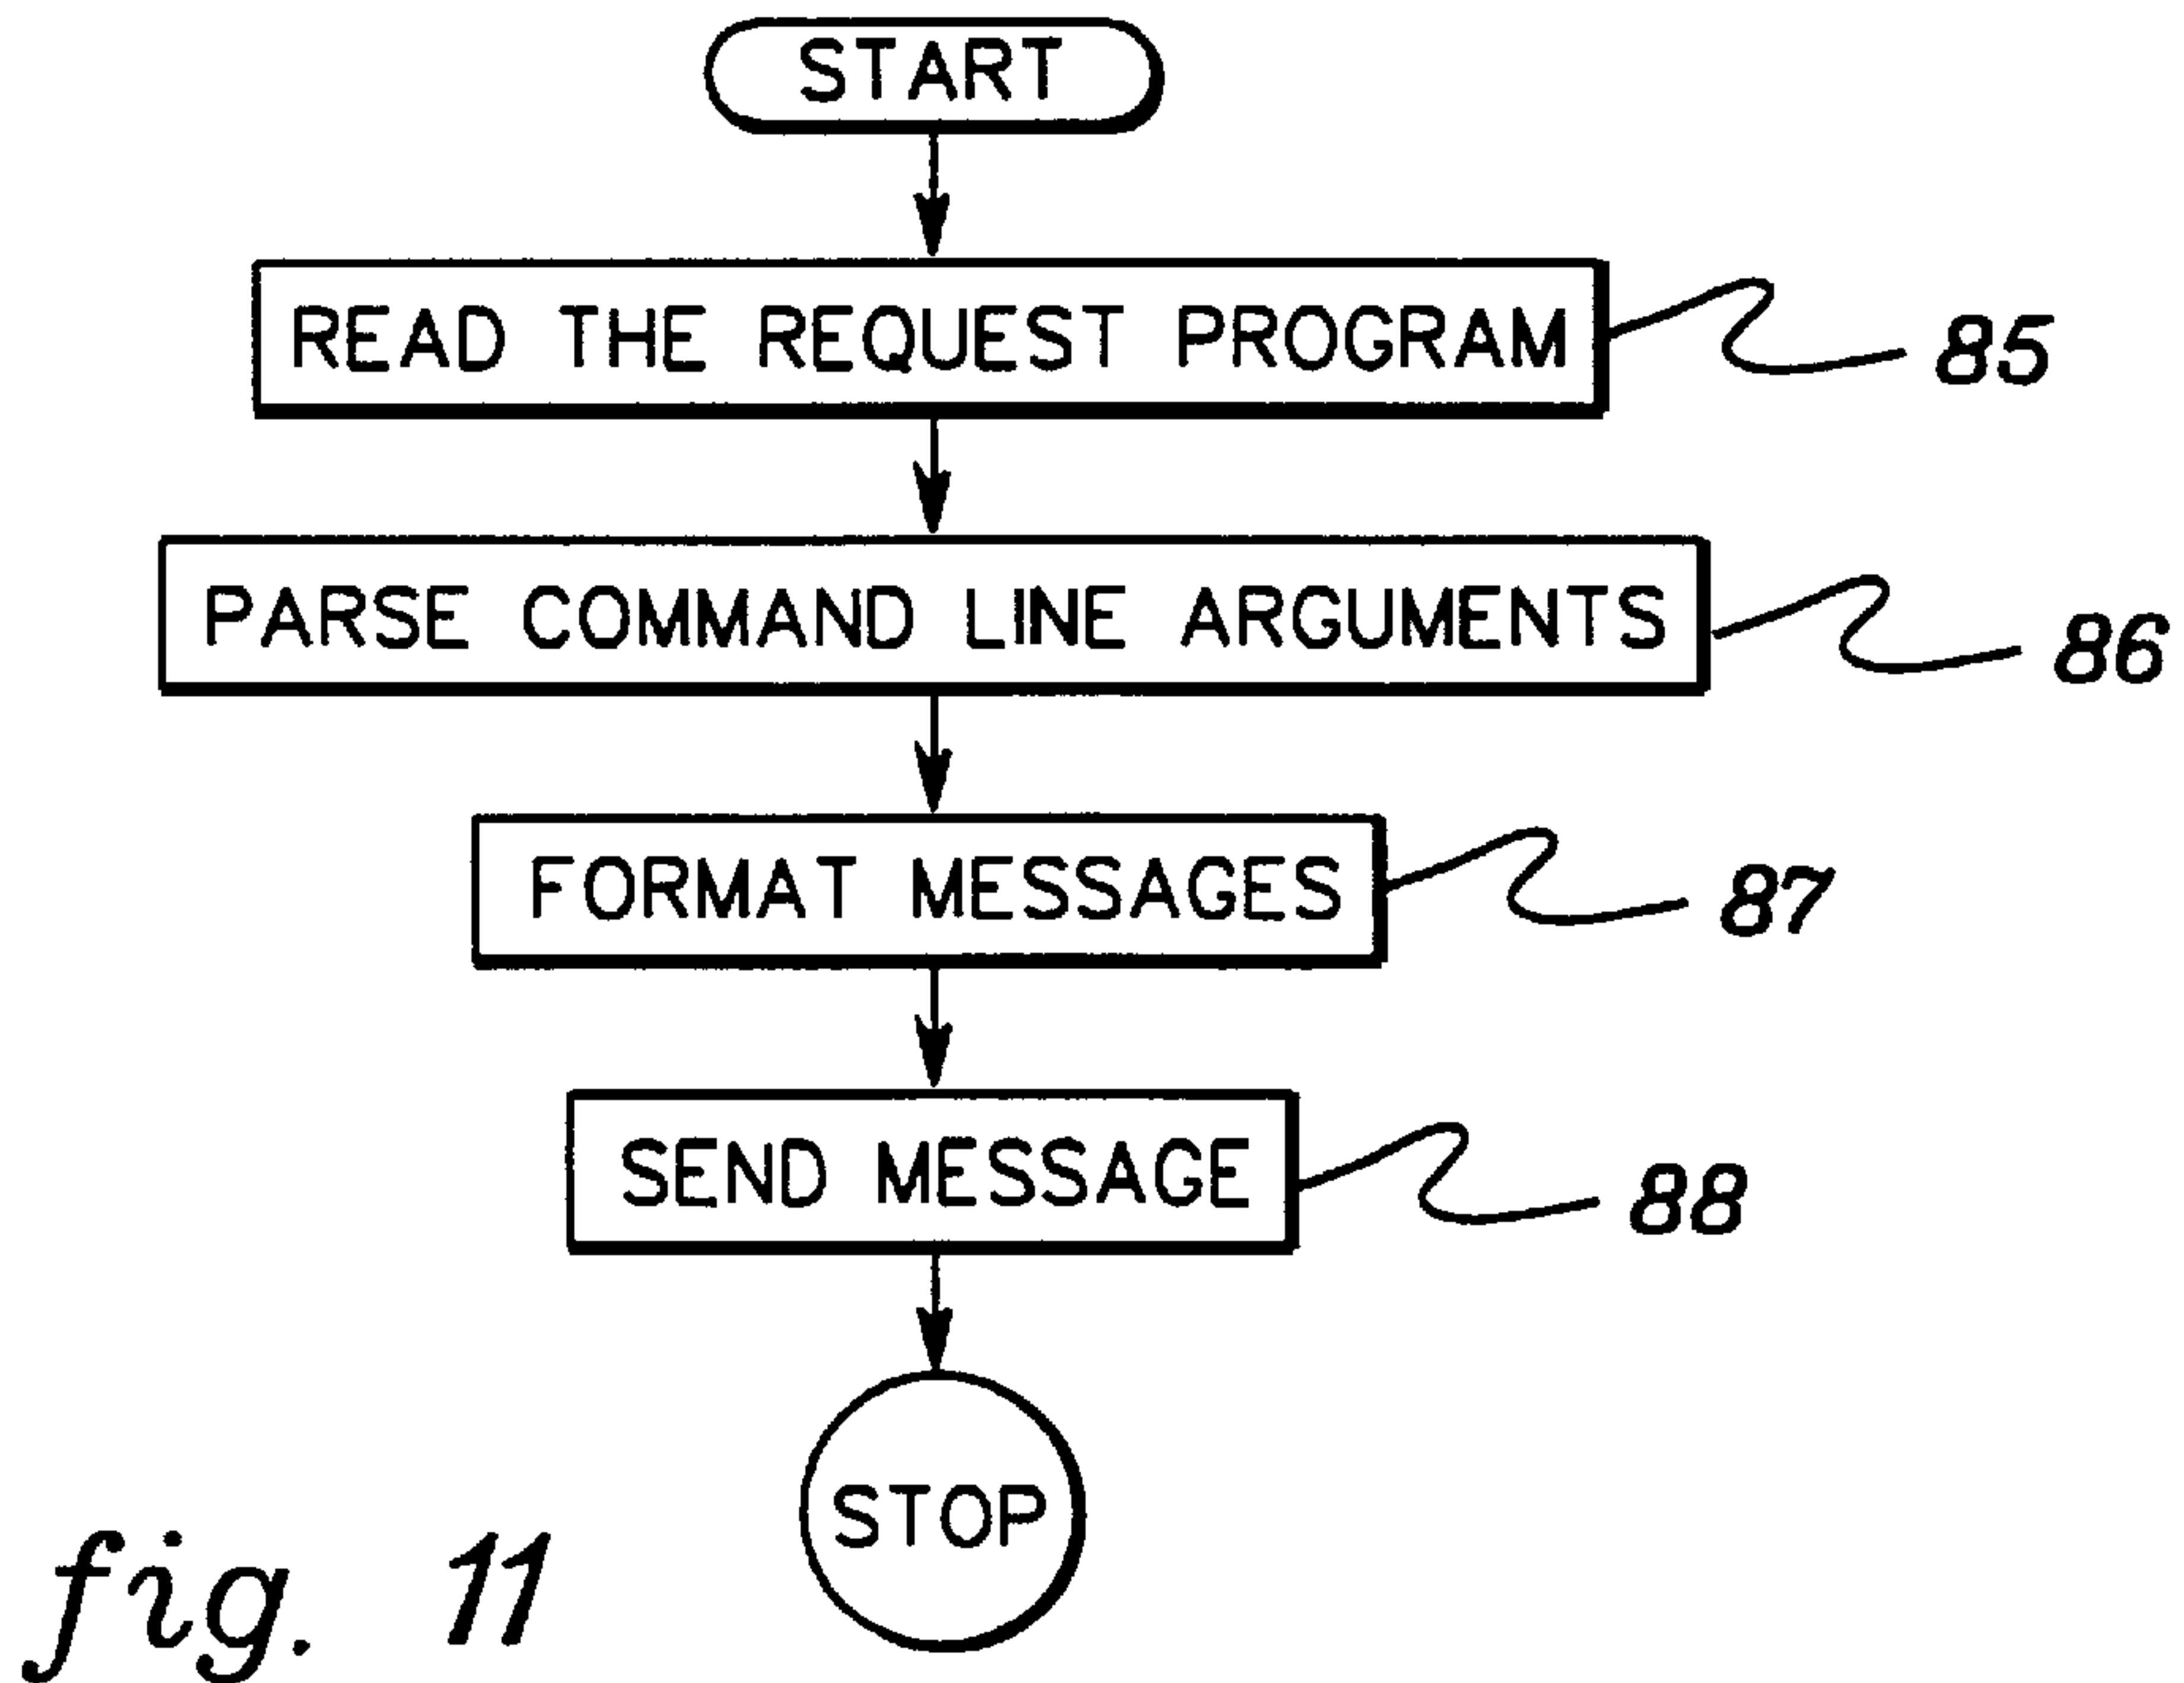 START
READ THE REQUEST PROGRAM
85
PARSE COMMAND LINE ARGUMENTS
86
FORMAT MESSAGES
87
SEND MESSAGE
88
STOP
fig. 11